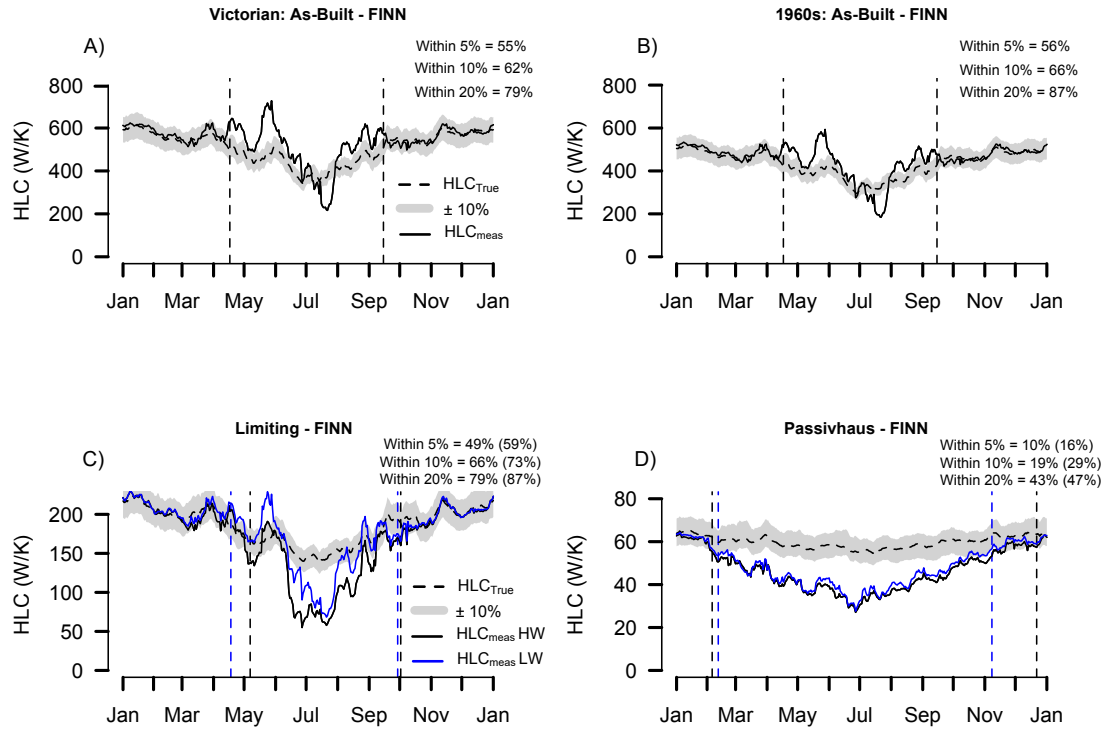 Victorian: As-Built - FINN
A)
Within 5% = 55%
Within 10% = 62%
Within 20% = 79%
HLC (W/K)
800
600
400
200
0
HLCTrue
± 10%
HLCmeas
Jan Mar May Jul Sep Nov Jan
1960s: As-Built - FINN
B)
Within 5% = 56%
Within 10% = 66%
Within 20% = 87%
HLC (W/K)
800
600
400
200
0
Jan Mar May Jul Sep Nov Jan
Limiting - FINN
C)
Within 5% = 49% (59%)
Within 10% = 66% (73%)
Within 20% = 79% (87%)
HLC (W/K)
200
150
100
50
0
HLCTrue
± 10%
HLCmeas HW
HLCmeas LW
Jan Mar May Jul Sep Nov Jan
Passivhaus - FINN
D)
Within 5% = 10% (16%)
Within 10% = 19% (29%)
Within 20% = 43% (47%)
HLC (W/K)
80
60
40
20
0
Jan Mar May Jul Sep Nov Jan